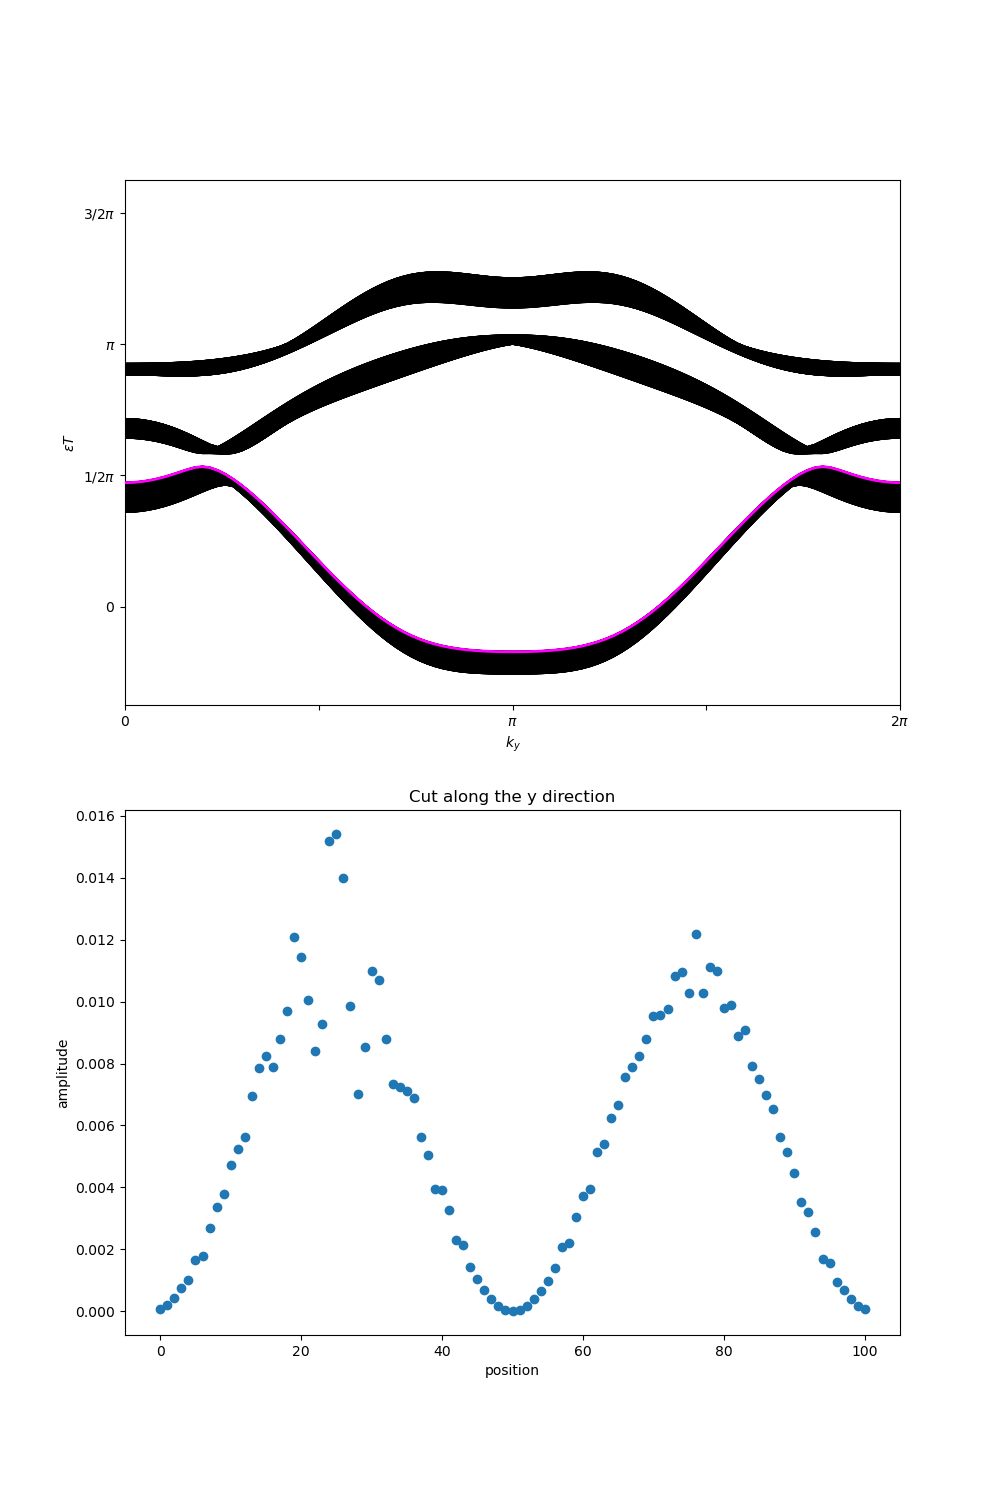 3/2π
π
1/2π
0
εT
0
π
2π
k_y
Cut along the y direction
0.016
0.014
0.012
0.010
0.008
0.006
0.004
0.002
0.000
amplitude
0
20
40
60
80
100
position